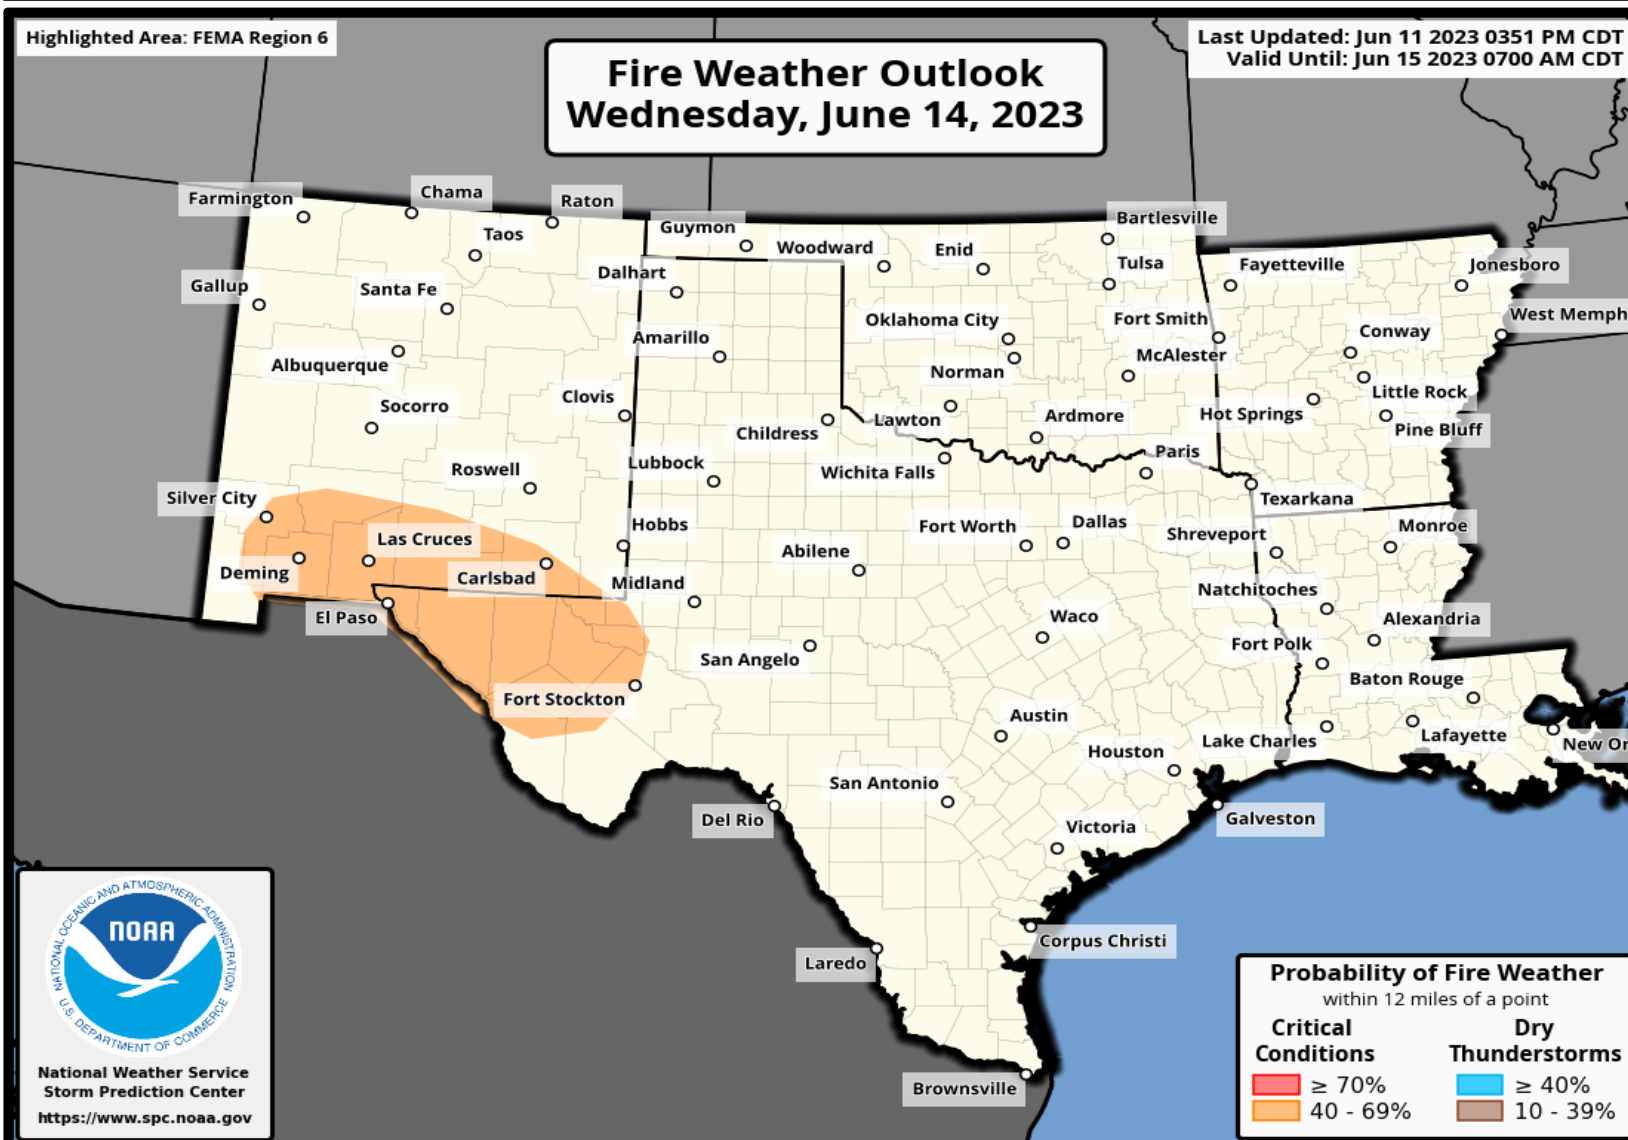 Highlighted Area: FEMA Region 6
Fire Weather Outlook
Wednesday, June 14, 2023
Last Updated: Jun 11 2023 0351 PM CDT
Valid Until: Jun 15 2023 0700 AM CDT
Farmington
Chama
Raton
Taos
Guymon
Woodward
Enid
Bartlesville
Tulsa
Fayetteville
Jonesboro
Gallup
Santa Fe
Dalhart
Oklahoma City
Fort Smith
West Memph
Albuquerque
Amarillo
Norman
McAlester
Conway
Little Rock
Socorro
Clovis
Childress
Lawton
Ardmore
Hot Springs
Pine Bluff
Roswell
Lubbock
Wichita Falls
Paris
Texarkana
Silver City
Las Cruces
Hobbs
Abilene
Fort Worth
Dallas
Shreveport
Monroe
Deming
Carlsbad
Midland
Natchitoches
El Paso
San Angelo
Waco
Alexandria
Fort Polk
Fort Stockton
Baton Rouge
Austin
Houston
Lake Charles
Lafayette
New Or
San Antonio
Del Rio
Victoria
Galveston
Corpus Christi
Laredo
Brownsville
NATIONAL OCEANIC AND ATMOSPHERIC ADMINISTRATION
NOAA
U.S. DEPARTMENT OF COMMERCE
National Weather Service
Storm Prediction Center
https://www.spc.noaa.gov
Probability of Fire Weather
within 12 miles of a point
Critical
Conditions
≥ 70%
40 - 69%
Dry
Thunderstorms
≥ 40%
10 - 39%